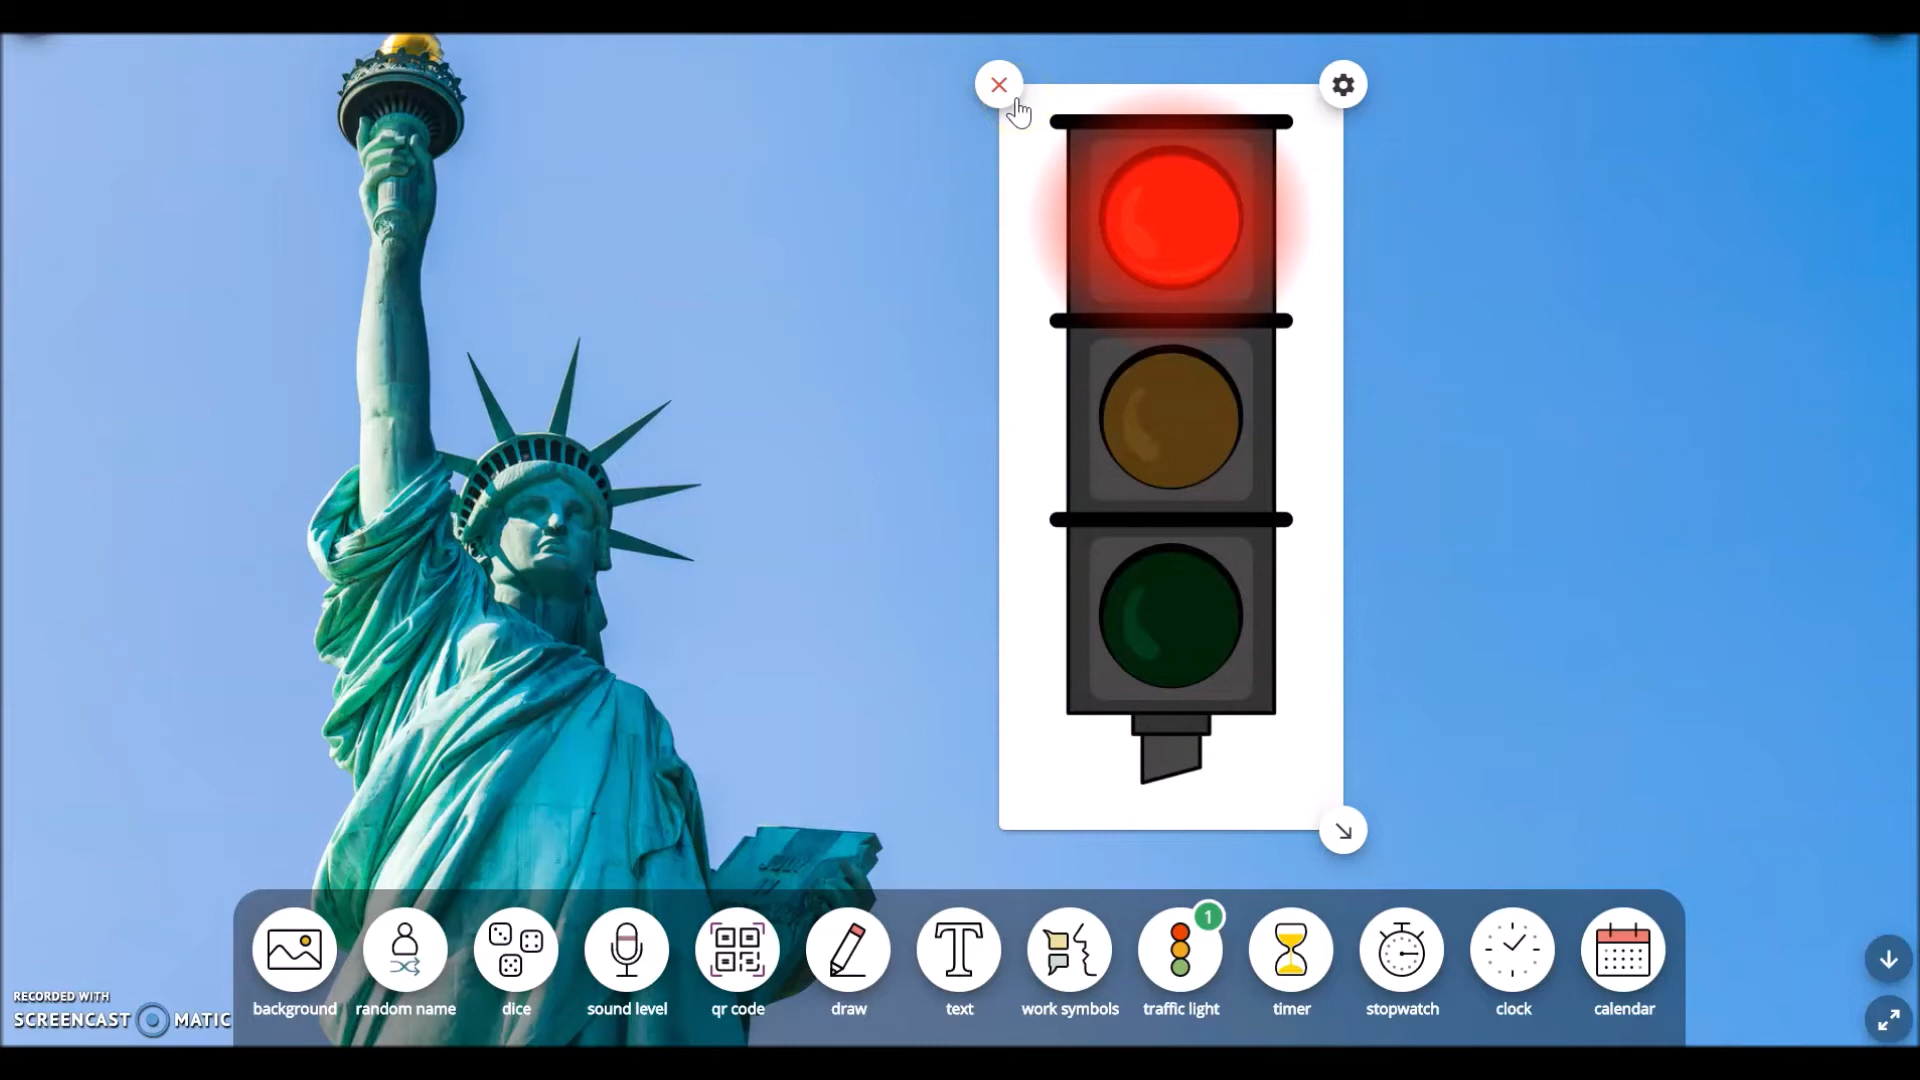 1
background
random name
dice
sound level
qr code
draw
text
work symbols
traffic light
timer
stopwatch
clock
calendar
RECORDED WITH
SCREENCAST MATIC